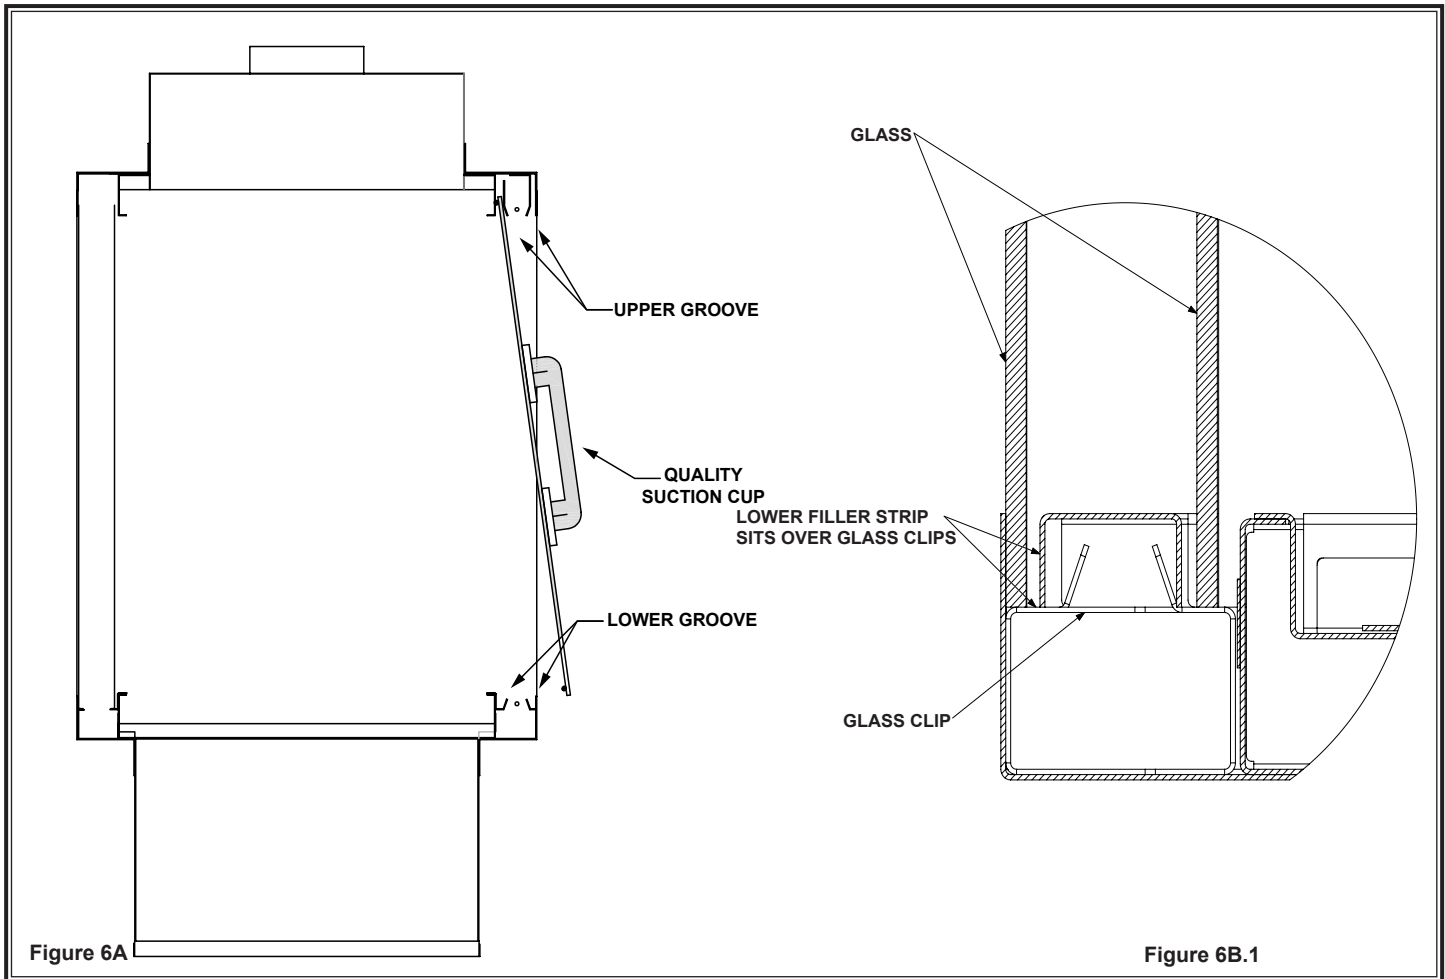 GLASS
UPPER GROOVE
QUALITY
SUCTION CUP
LOWER FILLER STRIP
SITS OVER GLASS CLIPS
LOWER GROOVE
GLASS CLIP
Figure 6A
Figure 6B.1